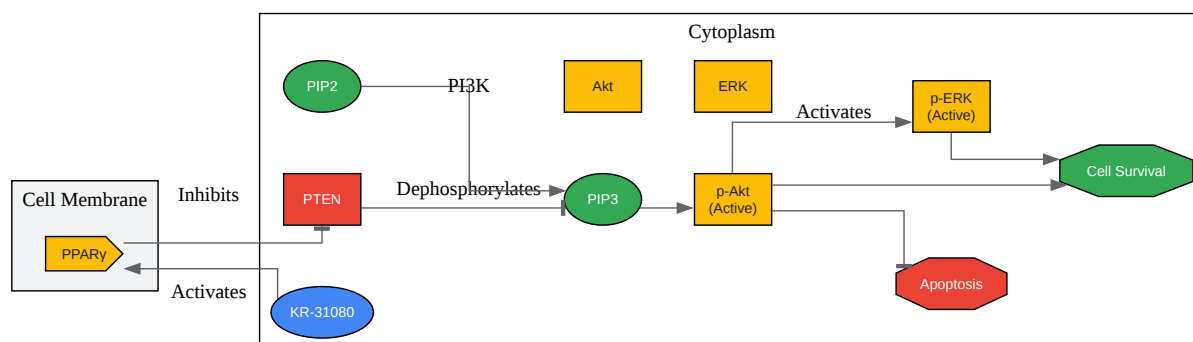 Cytoplasm
PIP2
PI3K
Akt
ERK
p-ERK
(Active)
Activates
Cell Survival
Cell Membrane
Inhibits
PTEN
Dephosphorylates
PIP3
p-Akt
(Active)
PPARγ
Activates
KR-31080
Apoptosis